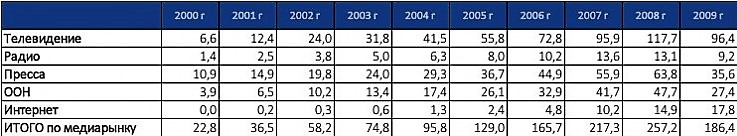 2000 г 2001 г 2002 г 2003 г 2004 г 2005 г 2006 г 2007 г 2008 г 2009 г
Телевидение 6,6 12,4 24,0 31,8 41,5 55,8 72,8 95,9 117,7 96,4
Радио 1,4 2,5 3,8 5,0 6,3 8,0 10,2 13,6 13,1 9,2
Пресса 10,9 14,9 19,8 24,0 29,3 36,7 44,9 55,9 63,8 35,6
ООН 3,9 6,5 10,2 13,4 17,4 26,1 32,9 41,7 47,7 27,4
Интернет 0,0 0,2 0,3 0,6 1,3 2,4 4,8 10,2 14,9 17,8
ИТОГО по медиарынку 22,8 36,5 58,2 74,8 95,8 129,0 165,7 217,3 257,2 186,4